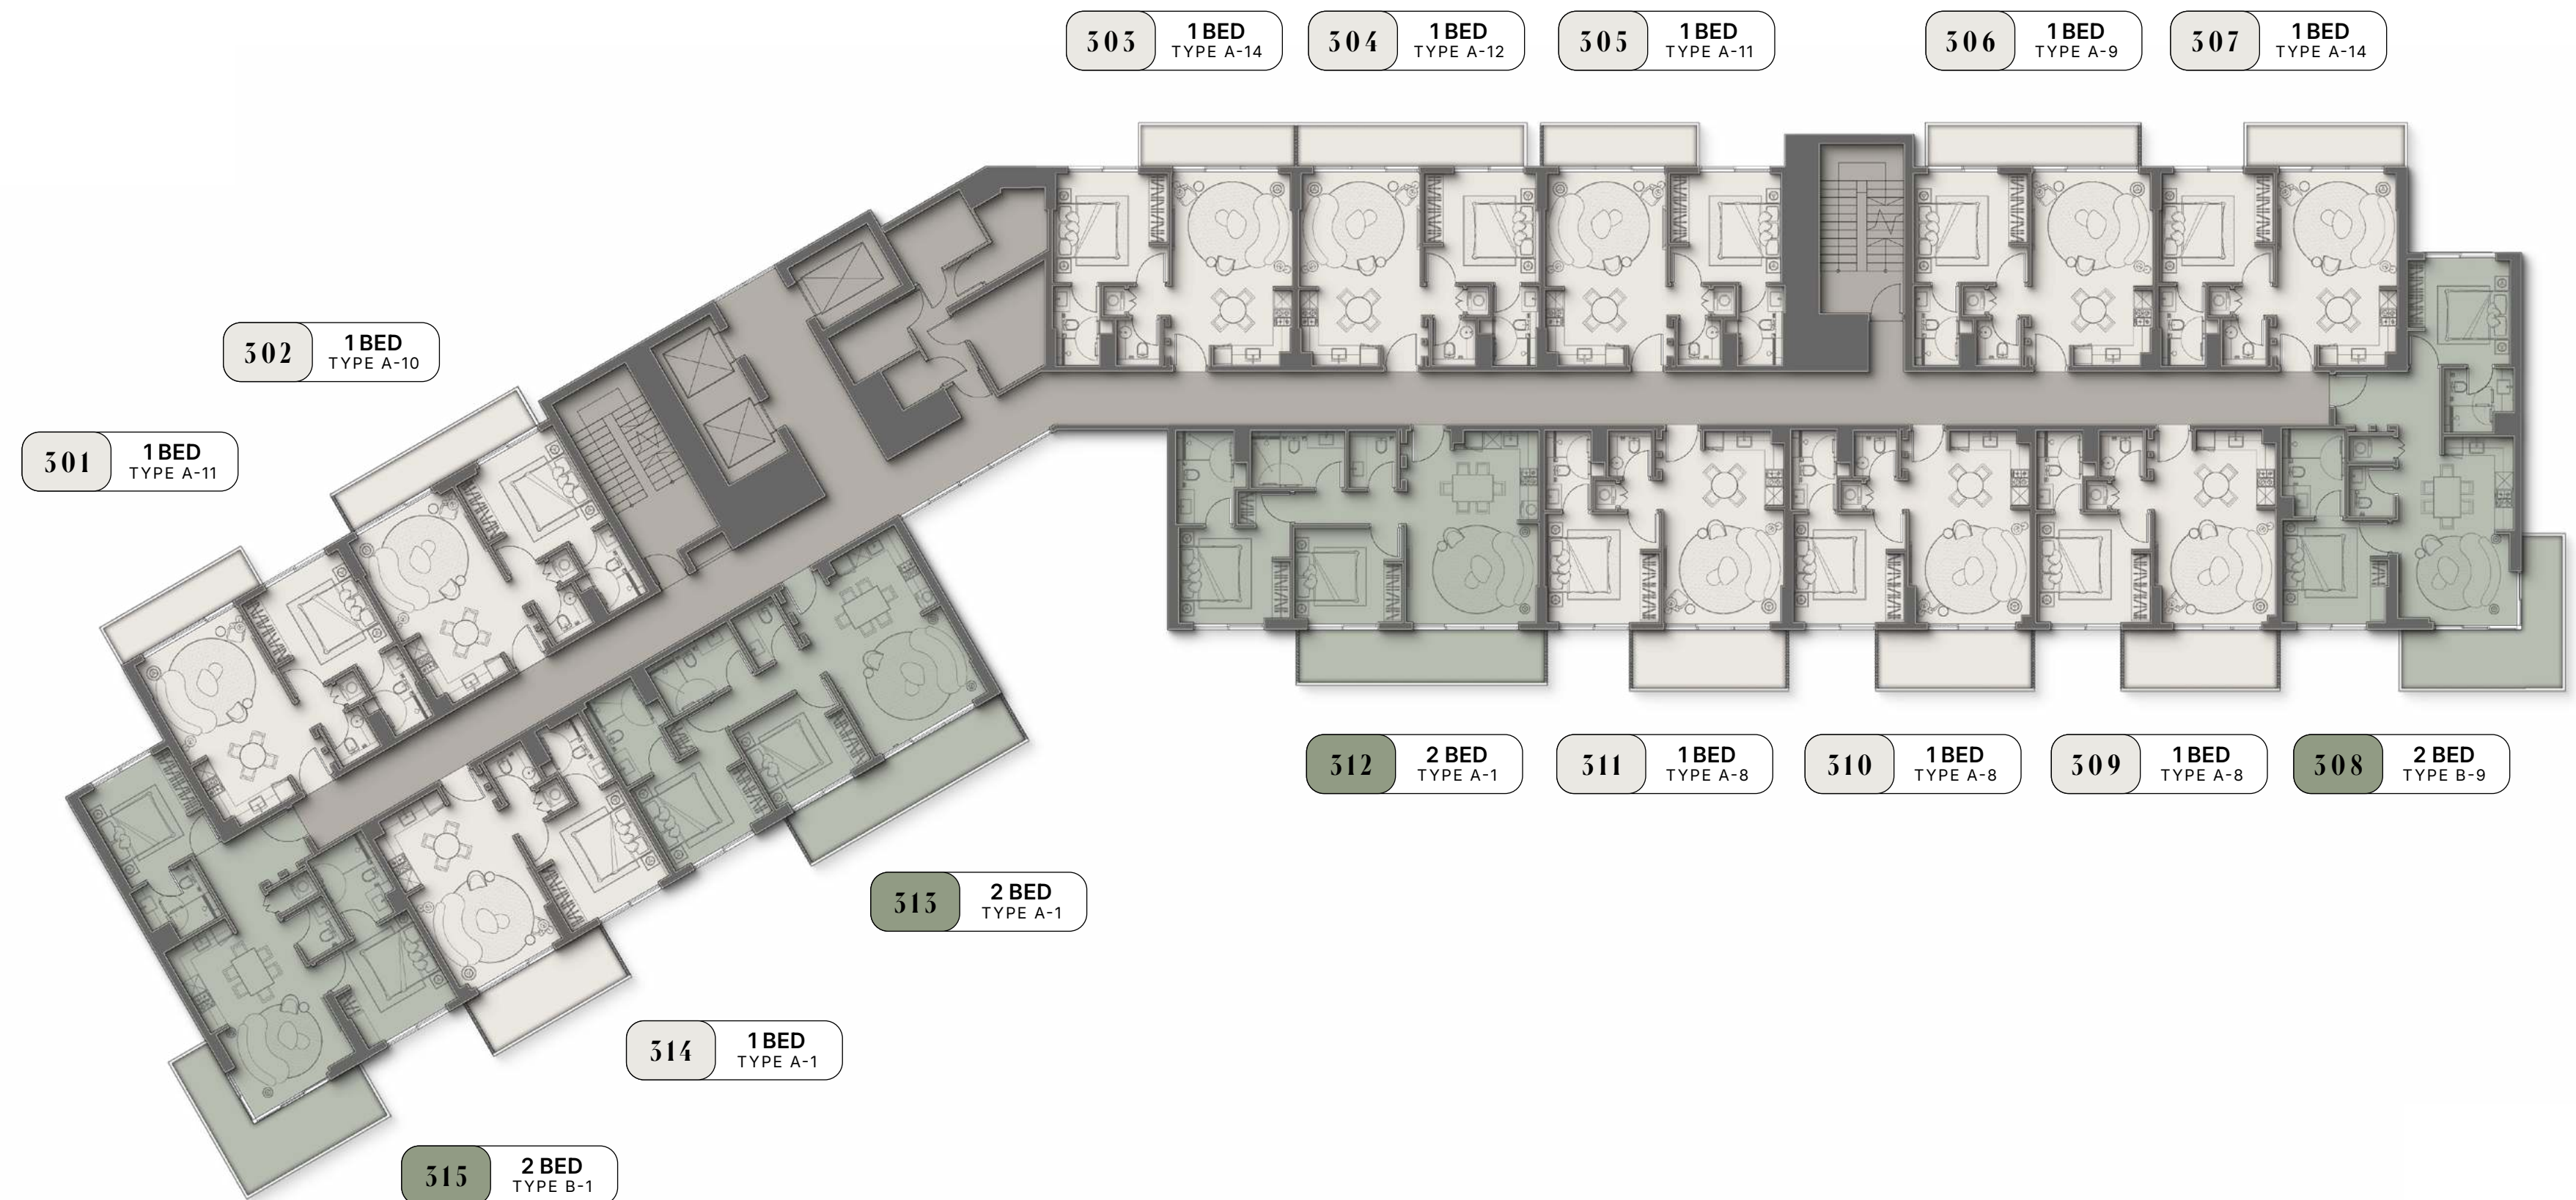 303
1 BED
TYPE A-14
304
1 BED
TYPE A-12
305
1 BED
TYPE A-11
306
1 BED
TYPE A-9
307
1 BED
TYPE A-14
302
1 BED
TYPE A-10
301
1 BED
TYPE A-11
312
2 BED
TYPE A-1
311
1 BED
TYPE A-8
310
1 BED
TYPE A-8
309
1 BED
TYPE A-8
308
2 BED
TYPE B-9
313
2 BED
TYPE A-1
314
1 BED
TYPE A-1
315
2 BED
TYPE B-1